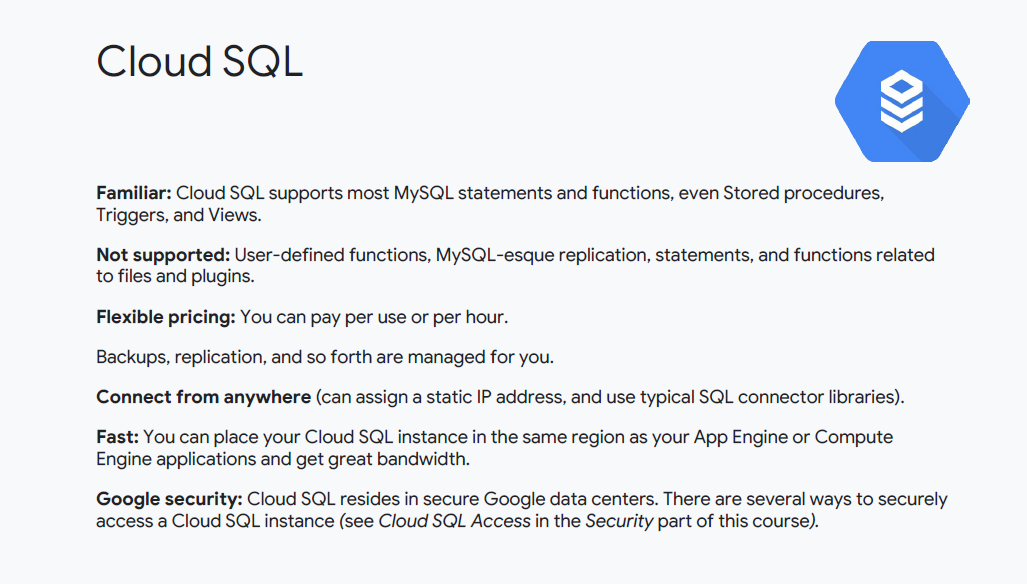 Cloud SQL
Familiar: Cloud SQL supports most MySQL statements and functions, even Stored procedures,
Triggers, and Views.
Not supported: User-defined functions, MySQL-esque replication, statements, and functions related
to files and plugins.
Flexible pricing: You can pay per use or per hour.
Backups, replication, and so forth are managed for you.
Connect from anywhere (can assign a static IP address, and use typical SQL connector libraries).
Fast: You can place your Cloud SQL instance in the same region as your App Engine or Compute
Engine applications and get great bandwidth.
Google security: Cloud SQL resides in secure Google data centers. There are several ways to securely
access a Cloud SQL instance (see Cloud SQL Access in the Security part of this course).